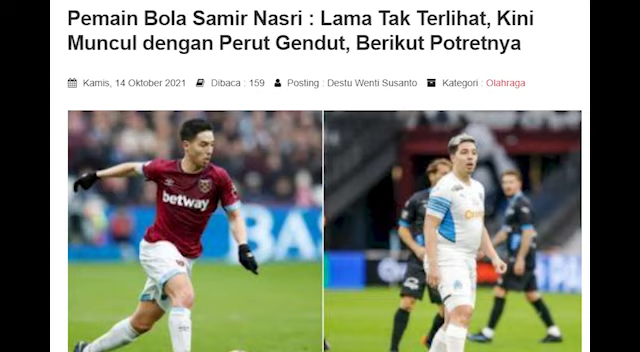 Pemain Bola Samir Nasri : Lama Tak Terlihat, Kini
Muncul dengan Perut Gendut, Berikut Potretnya
Kamis, 14 Oktober 2021 Dibaca : 159 Posting : Destu Wenti Susanto Kategori : Olahraga
betway